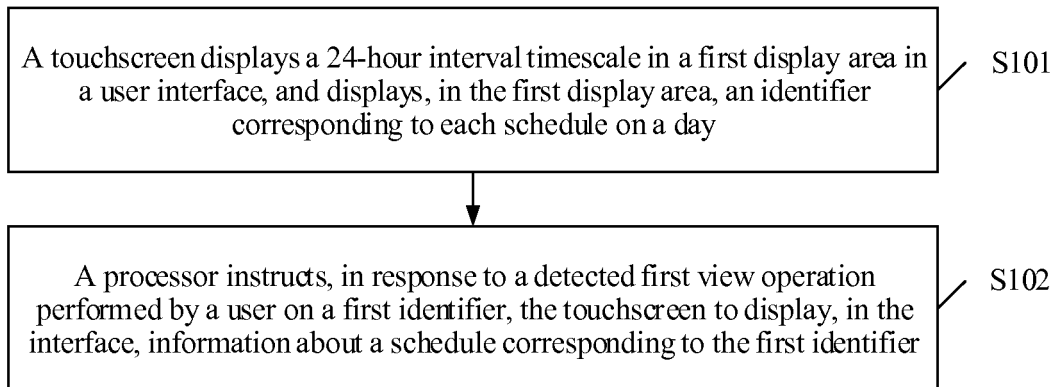 A touchscreen displays a 24-hour interval timescale in a first display area in
a user interface, and displays, in the first display area, an identifier
corresponding to each schedule on a day
S101
A processor instructs, in response to a detected first view operation
performed by a user on a first identifier, the touchscreen to display, in the
interface, information about a schedule corresponding to the first identifier
S102